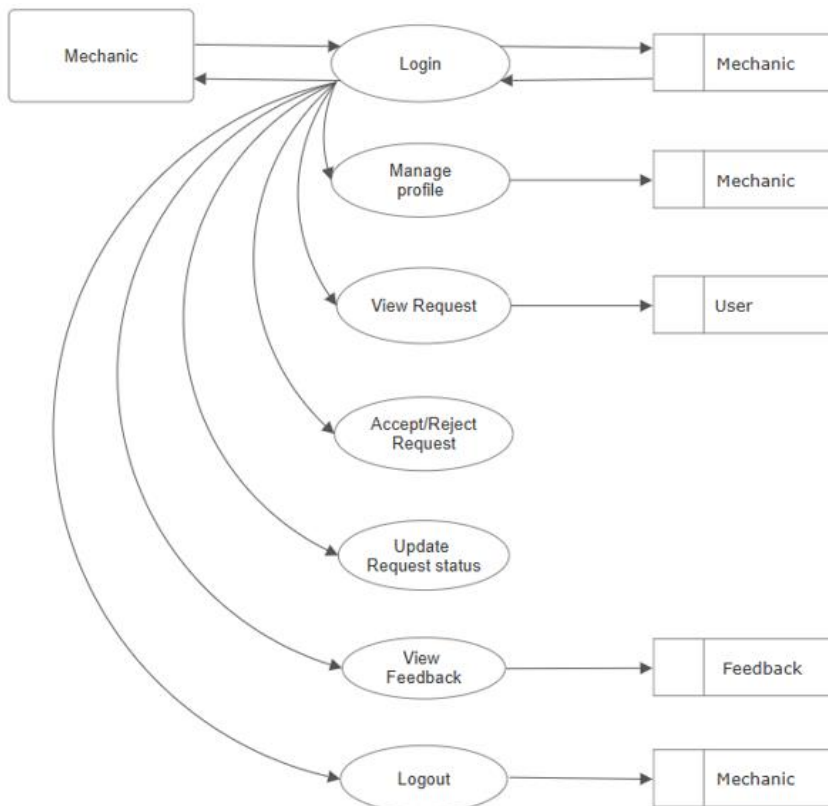 Mechanic
Login
Mechanic
Manage
profile
Mechanic
View Request
User
Accept/Reject
Request
Update
Request status
View
Feedback
Feedback
Logout
Mechanic